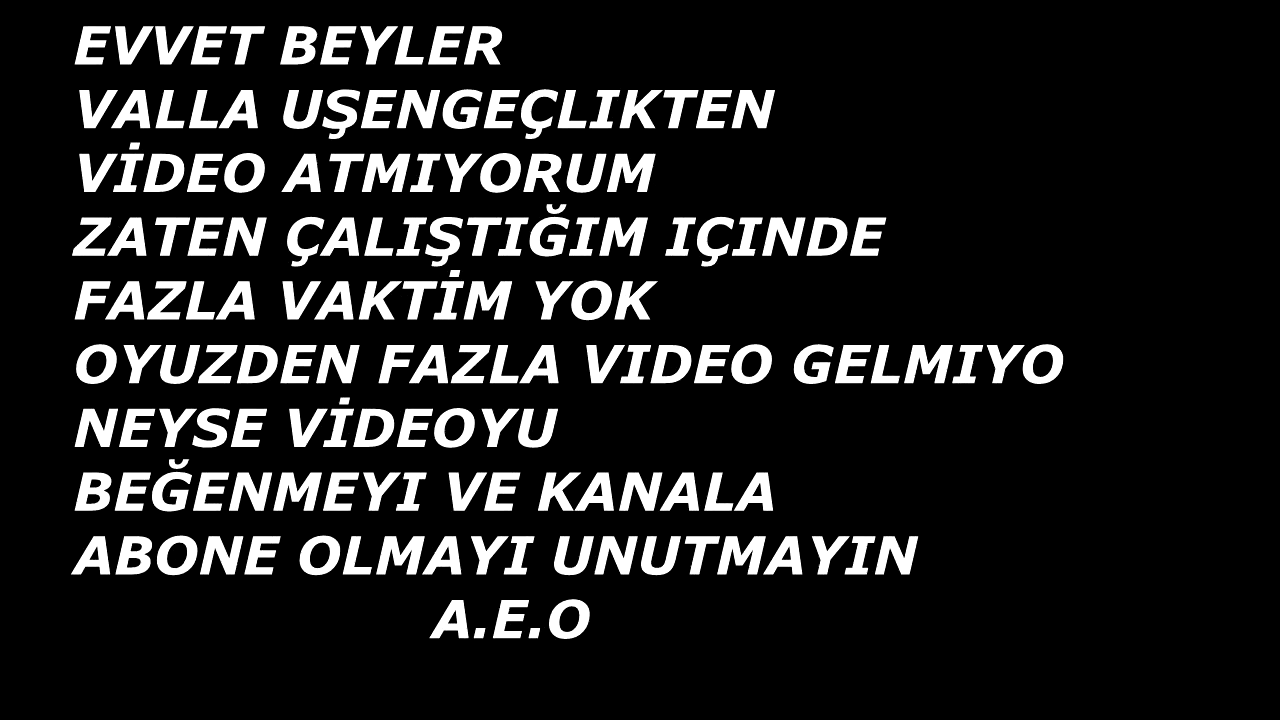 EVVET BEYLER
VALLA UŞENGEÇLIKTEN
VİDEO ATMIYORUM
ZATEN ÇALIŞTIĞIM IÇINDE
FAZLA VAKTİM YOK
OYUZDEN FAZLA VIDEO GELMIYO
NEYSE VİDEOYU
BEĞENMEYI VE KANALA
ABONE OLMAYI UNUTMAYIN
A.E.O